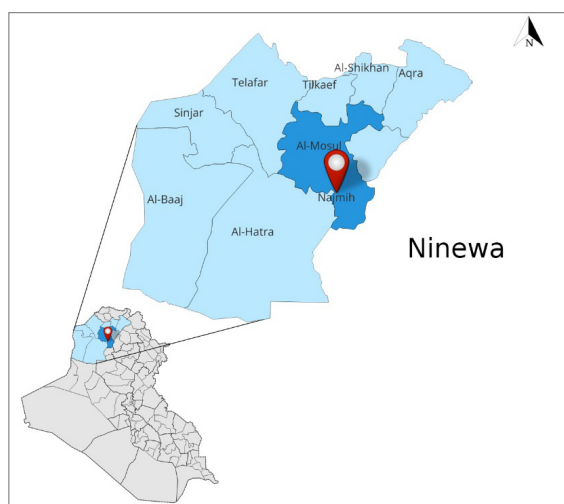 N
Al-Shikhan
Telafar
Tilkaef
Aqra
Sinjar
Al-Mosul
Al-Baaj
Najmih
Al-Hatra
Ninewa